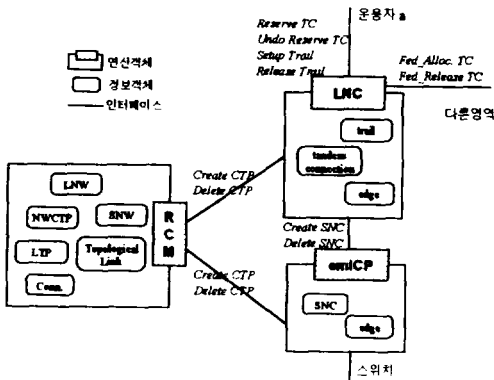 Reserve TC
Undo Reserve TC
Setup Trail
Release Trail
운용자 a
Fed_Alloc. TC
Fed_Release TC
다른영역
연산객체
정보객체
인터페이스
LNC
trail
tandem
connection
edge
LNW
NWCTP
SNW
LTP
Topological
Link
Conn.
R
C
M
Create CTP
Delete CTP
Create CTP
Delete CTP
Create SNC
Delete SNC
emICP
SNC
edge
스위치